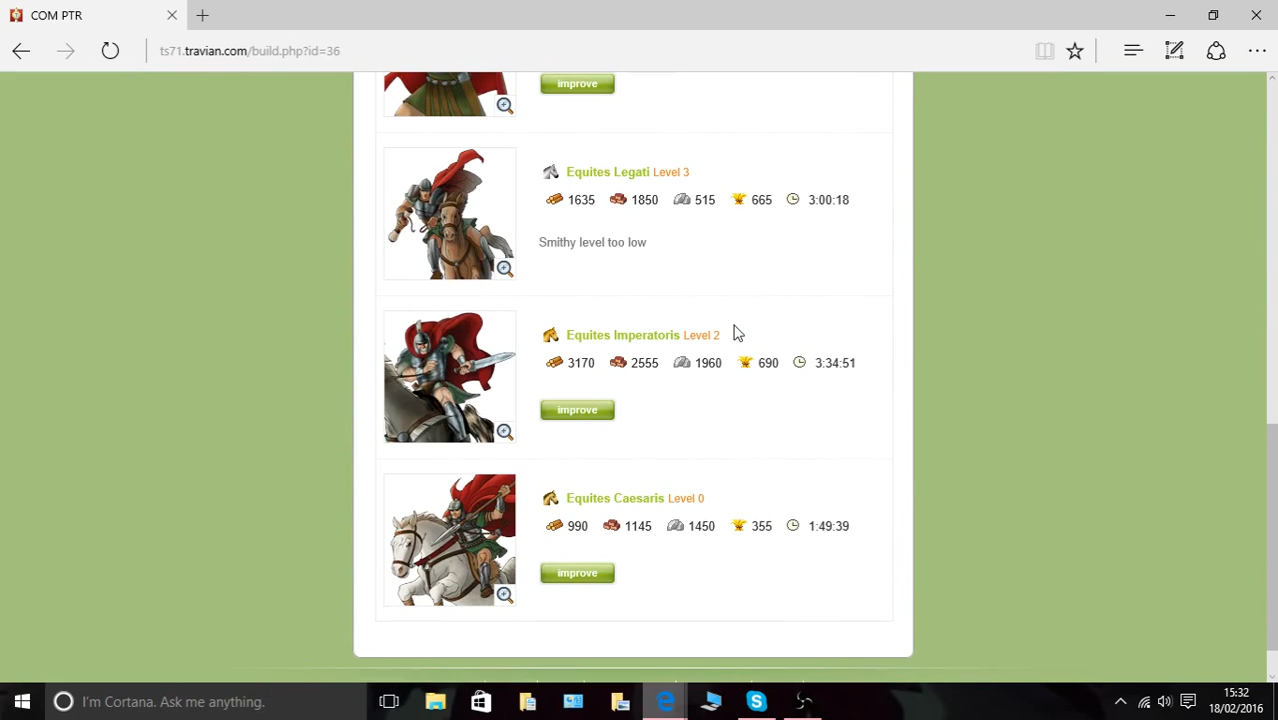 COM PTR
ts71.travian.com/build.php?id=36
improve
Equites Legati Level 3
1635 1850 515 665 3:00:18
Smithy level too low
Equites Imperatoris Level 2
3170 2555 1960 690 3:34:51
improve
Equites Caesaris Level 0
990 1145 1450 355 1:49:39
improve
I'm Cortana. Ask me anything.
15:32
18/02/2016